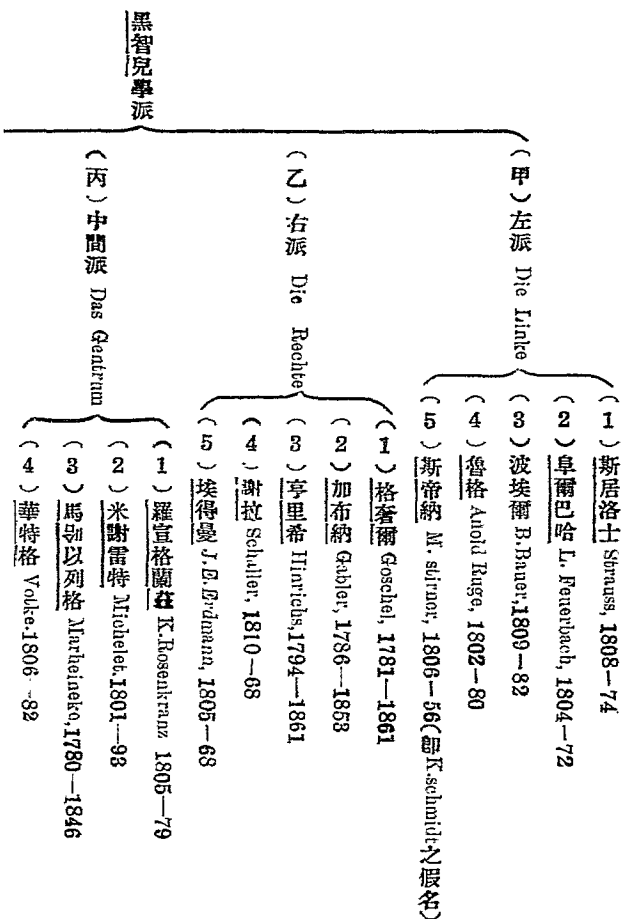 黑智兒學派
(甲)左派 Die Linke
(1)斯居洛士 Strauss, 1808—74
(2)阜爾巴哈 L. Feuerbach, 1804—72
(3)波埃爾 B.Bauer,1809—82
(4)魯格 Anold Ruge, 1802—80
(5)斯帝納 M. stirner, 1806—56(卽K.schmidt之假名)
(乙)右派 Die Rechte
(1)格奢爾 Goschel, 1781—1861
(2)加布納 Gabler, 1786—1853
(3)亨里希 Hinrichs,1794—1861
(4)謝拉 Schaller, 1810—68
(5)埃得曼 J.E.Erdmann, 1805—68
(丙)中間派 Das Gentrum
(1)羅宣格蘭茲 K.Rosenkranz 1805—79
(2)米謝雷特 Michelet.1801—93
(3)馬以列格 Marheineke,1780—1846
(4)華特格 Votke.1806—82